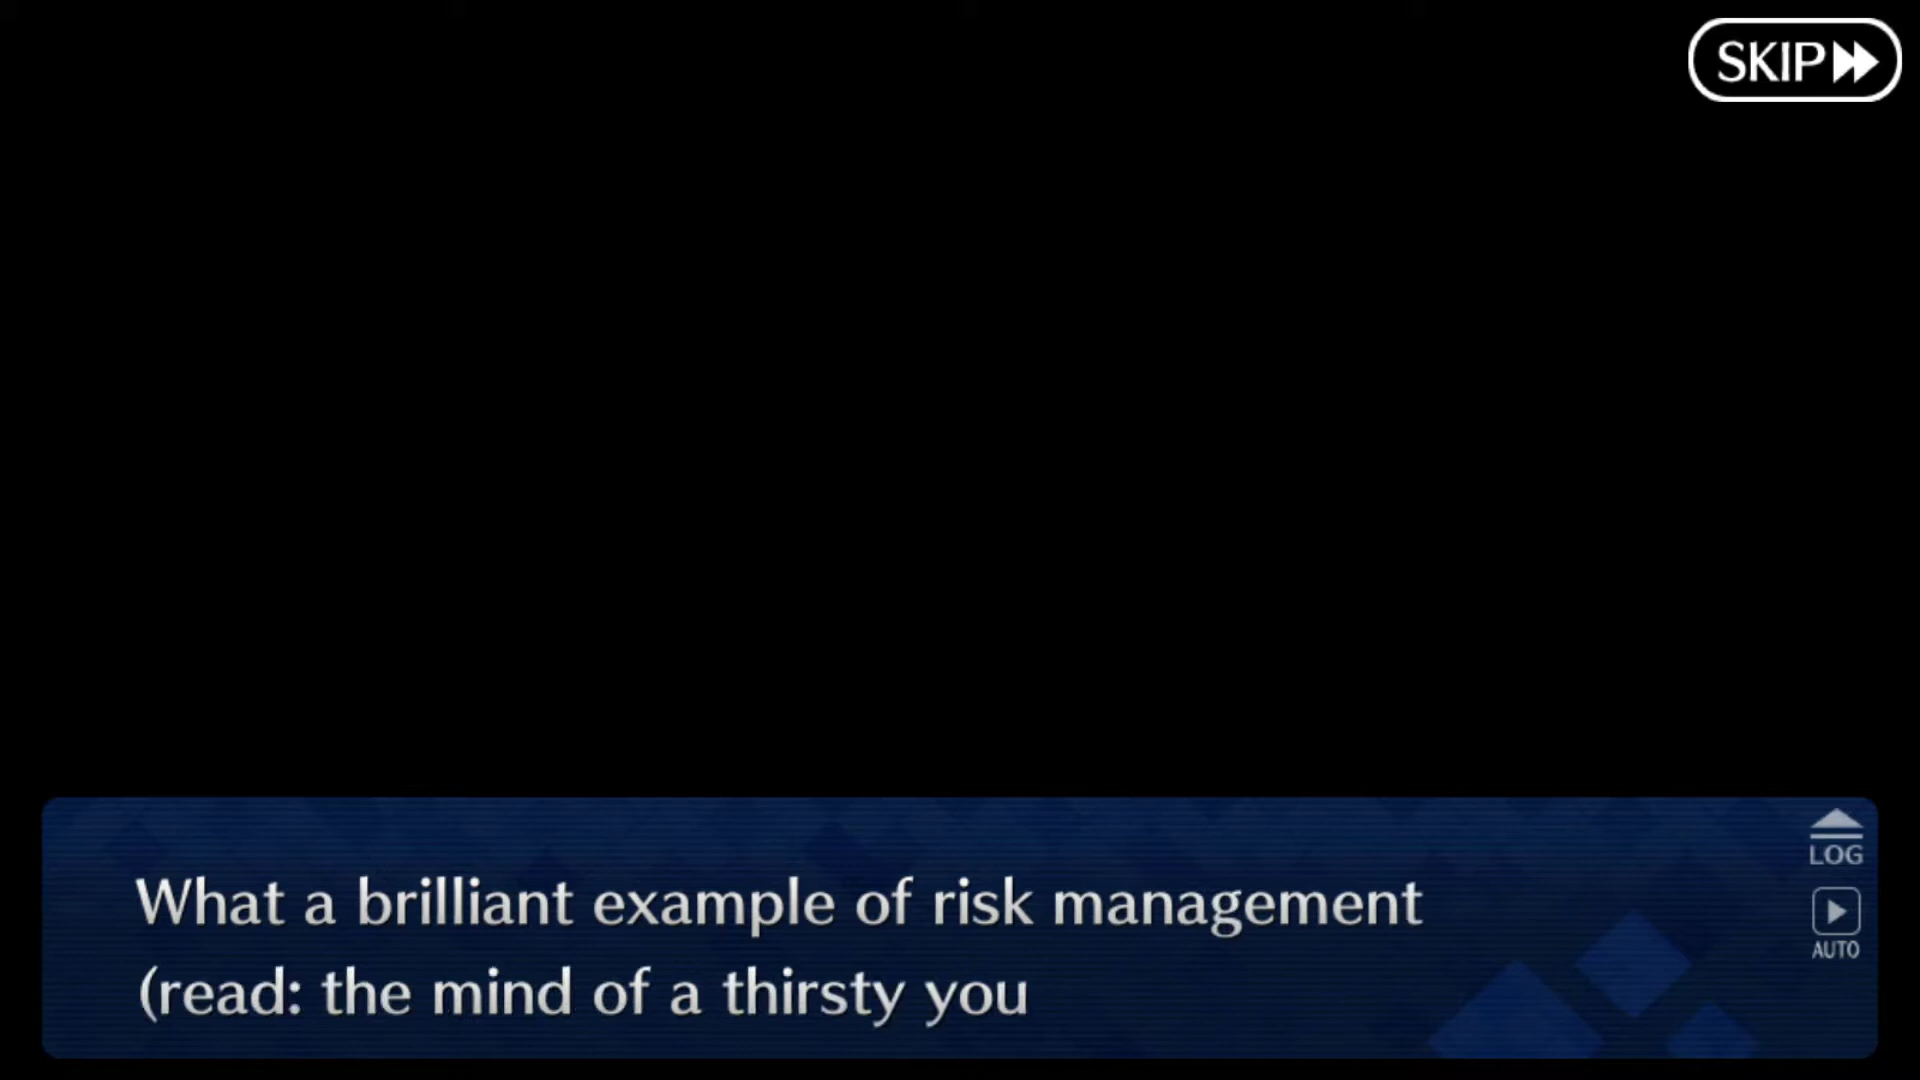 SKIP
LOG
AUTO
What a brilliant example of risk management
(read: the mind of a thirsty you